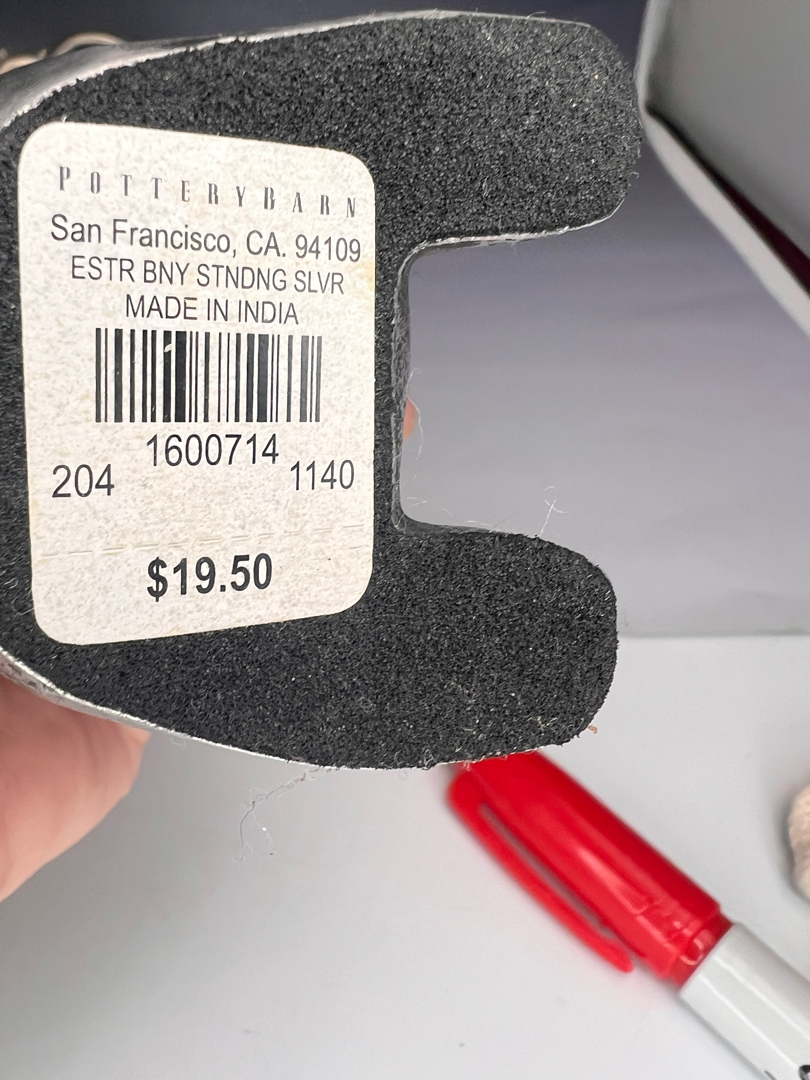 POTTERYBARN
San Francisco, CA. 94109
ESTR BNY STNDNG SLVR
MADE IN INDIA
1600714
204 1140
$19.50